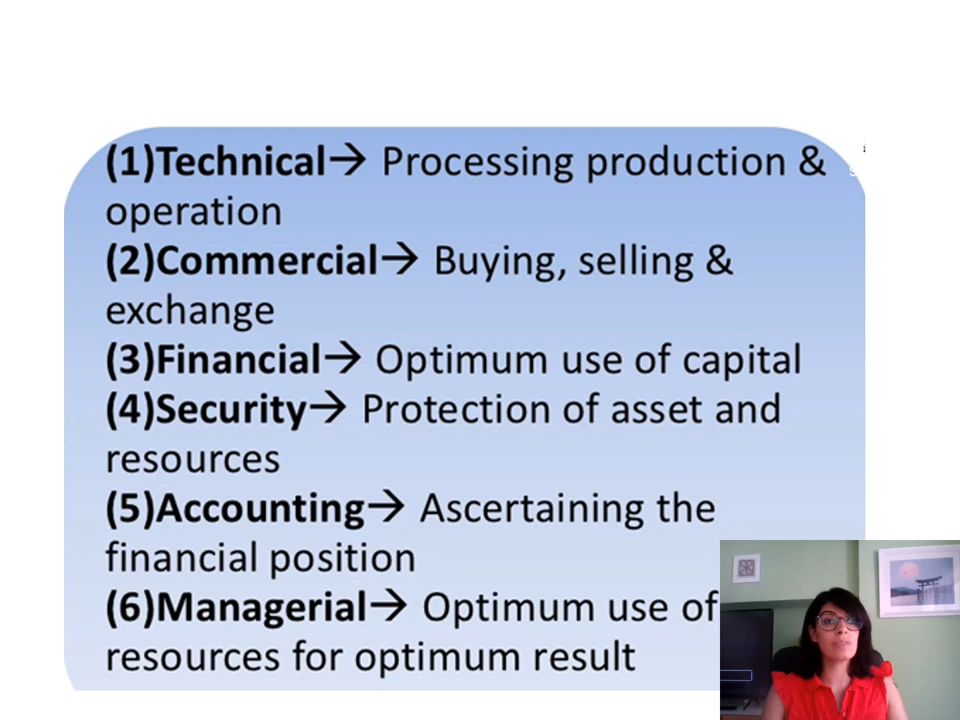 (1)Technical→ Processing production &
operation
(2)Commercial→ Buying, selling &
exchange
(3)Financial→ Optimum use of capital
(4)Security→ Protection of asset and
resources
(5)Accounting→ Ascertaining the
financial position
(6)Managerial→ Optimum use of
resources for optimum result